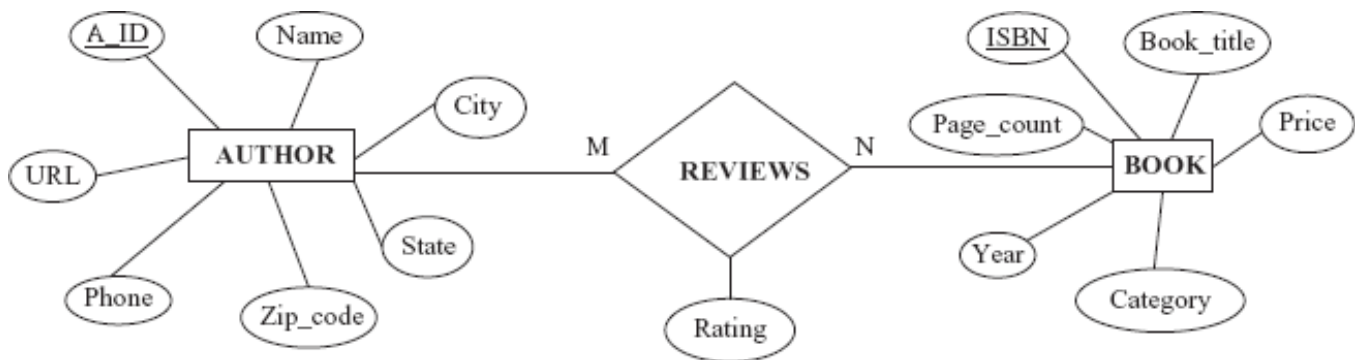 A_ID
Name
City
AUTHOR
URL
State
Phone
Zip_code
M
REVIEWS
N
Rating
ISBN
Book_title
Page_count
Price
BOOK
Year
Category